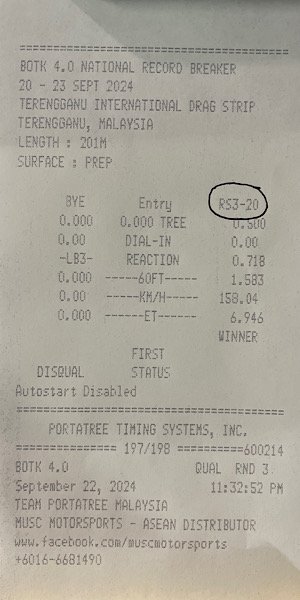 ================================
BOTK 4.0 NATIONAL RECORD BREAKER
20 - 23 SEPT 2024
TERENGGANU INTERNATIONAL DRAG STRIP
TERENGGANU, MALAYSIA
LENGTH : 201M
SURFACE : PREP
BYE Entry RS3-20
0.000 0.000 TREE 0.500
0.00 DIAL-IN 0.00
-LB3- REACTION 0.718
0.000 -----60FT----- 1.583
0.00 -----KM/H----- 158.04
0.000 ------ET------ 6.946
WINNER
FIRST
DISQUAL STATUS
Autostart Disabled
================================
PORTATREE TIMING SYSTEMS, INC.
=============== 197/198 ==========600214
BOTK 4.0 QUAL RND 3
September 22, 2024 11:32:52 PM
TEAM PORTATREE MALAYSIA
MUSC MOTORSPORTS - ASEAN DISTRIBUTOR
www.facebook.com/muscmotorsports
+6016-6681490